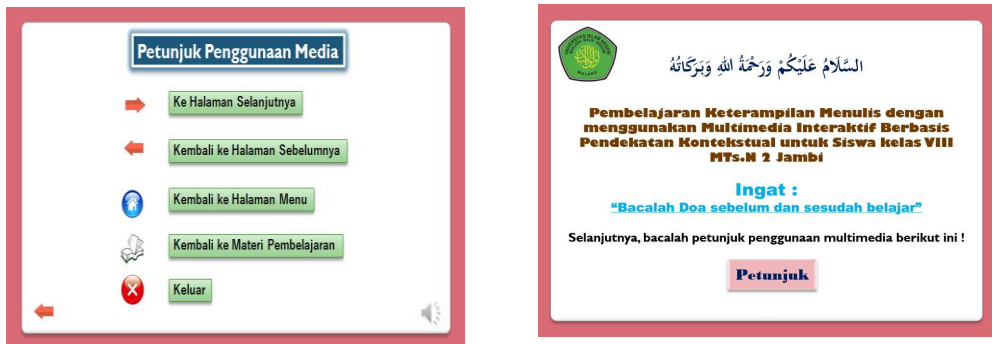 Petunjuk Penggunaan Media
Ke Halaman Selanjutnya
Kembali ke Halaman Sebelumnya
Kembali ke Halaman Menu
Kembali ke Materi Pembelajaran
Keluar
السَّلَامُ عَلَيْكُمْ وَرَحْمَةُ اللهِ وَبَرَكَاتُهُ
Pembelajaran Keterampilan Menulis dengan
menggunakan Multimedia Interaktif Berbasis
Pendekatan Kontekstual untuk Siswa kelas VIII
MTs.N 2 Jambi
Ingat :
“Bacalah Doa sebelum dan sesudah belajar”
Selanjutnya, bacalah petunjuk penggunaan multimedia berikut ini !
Petunjuk